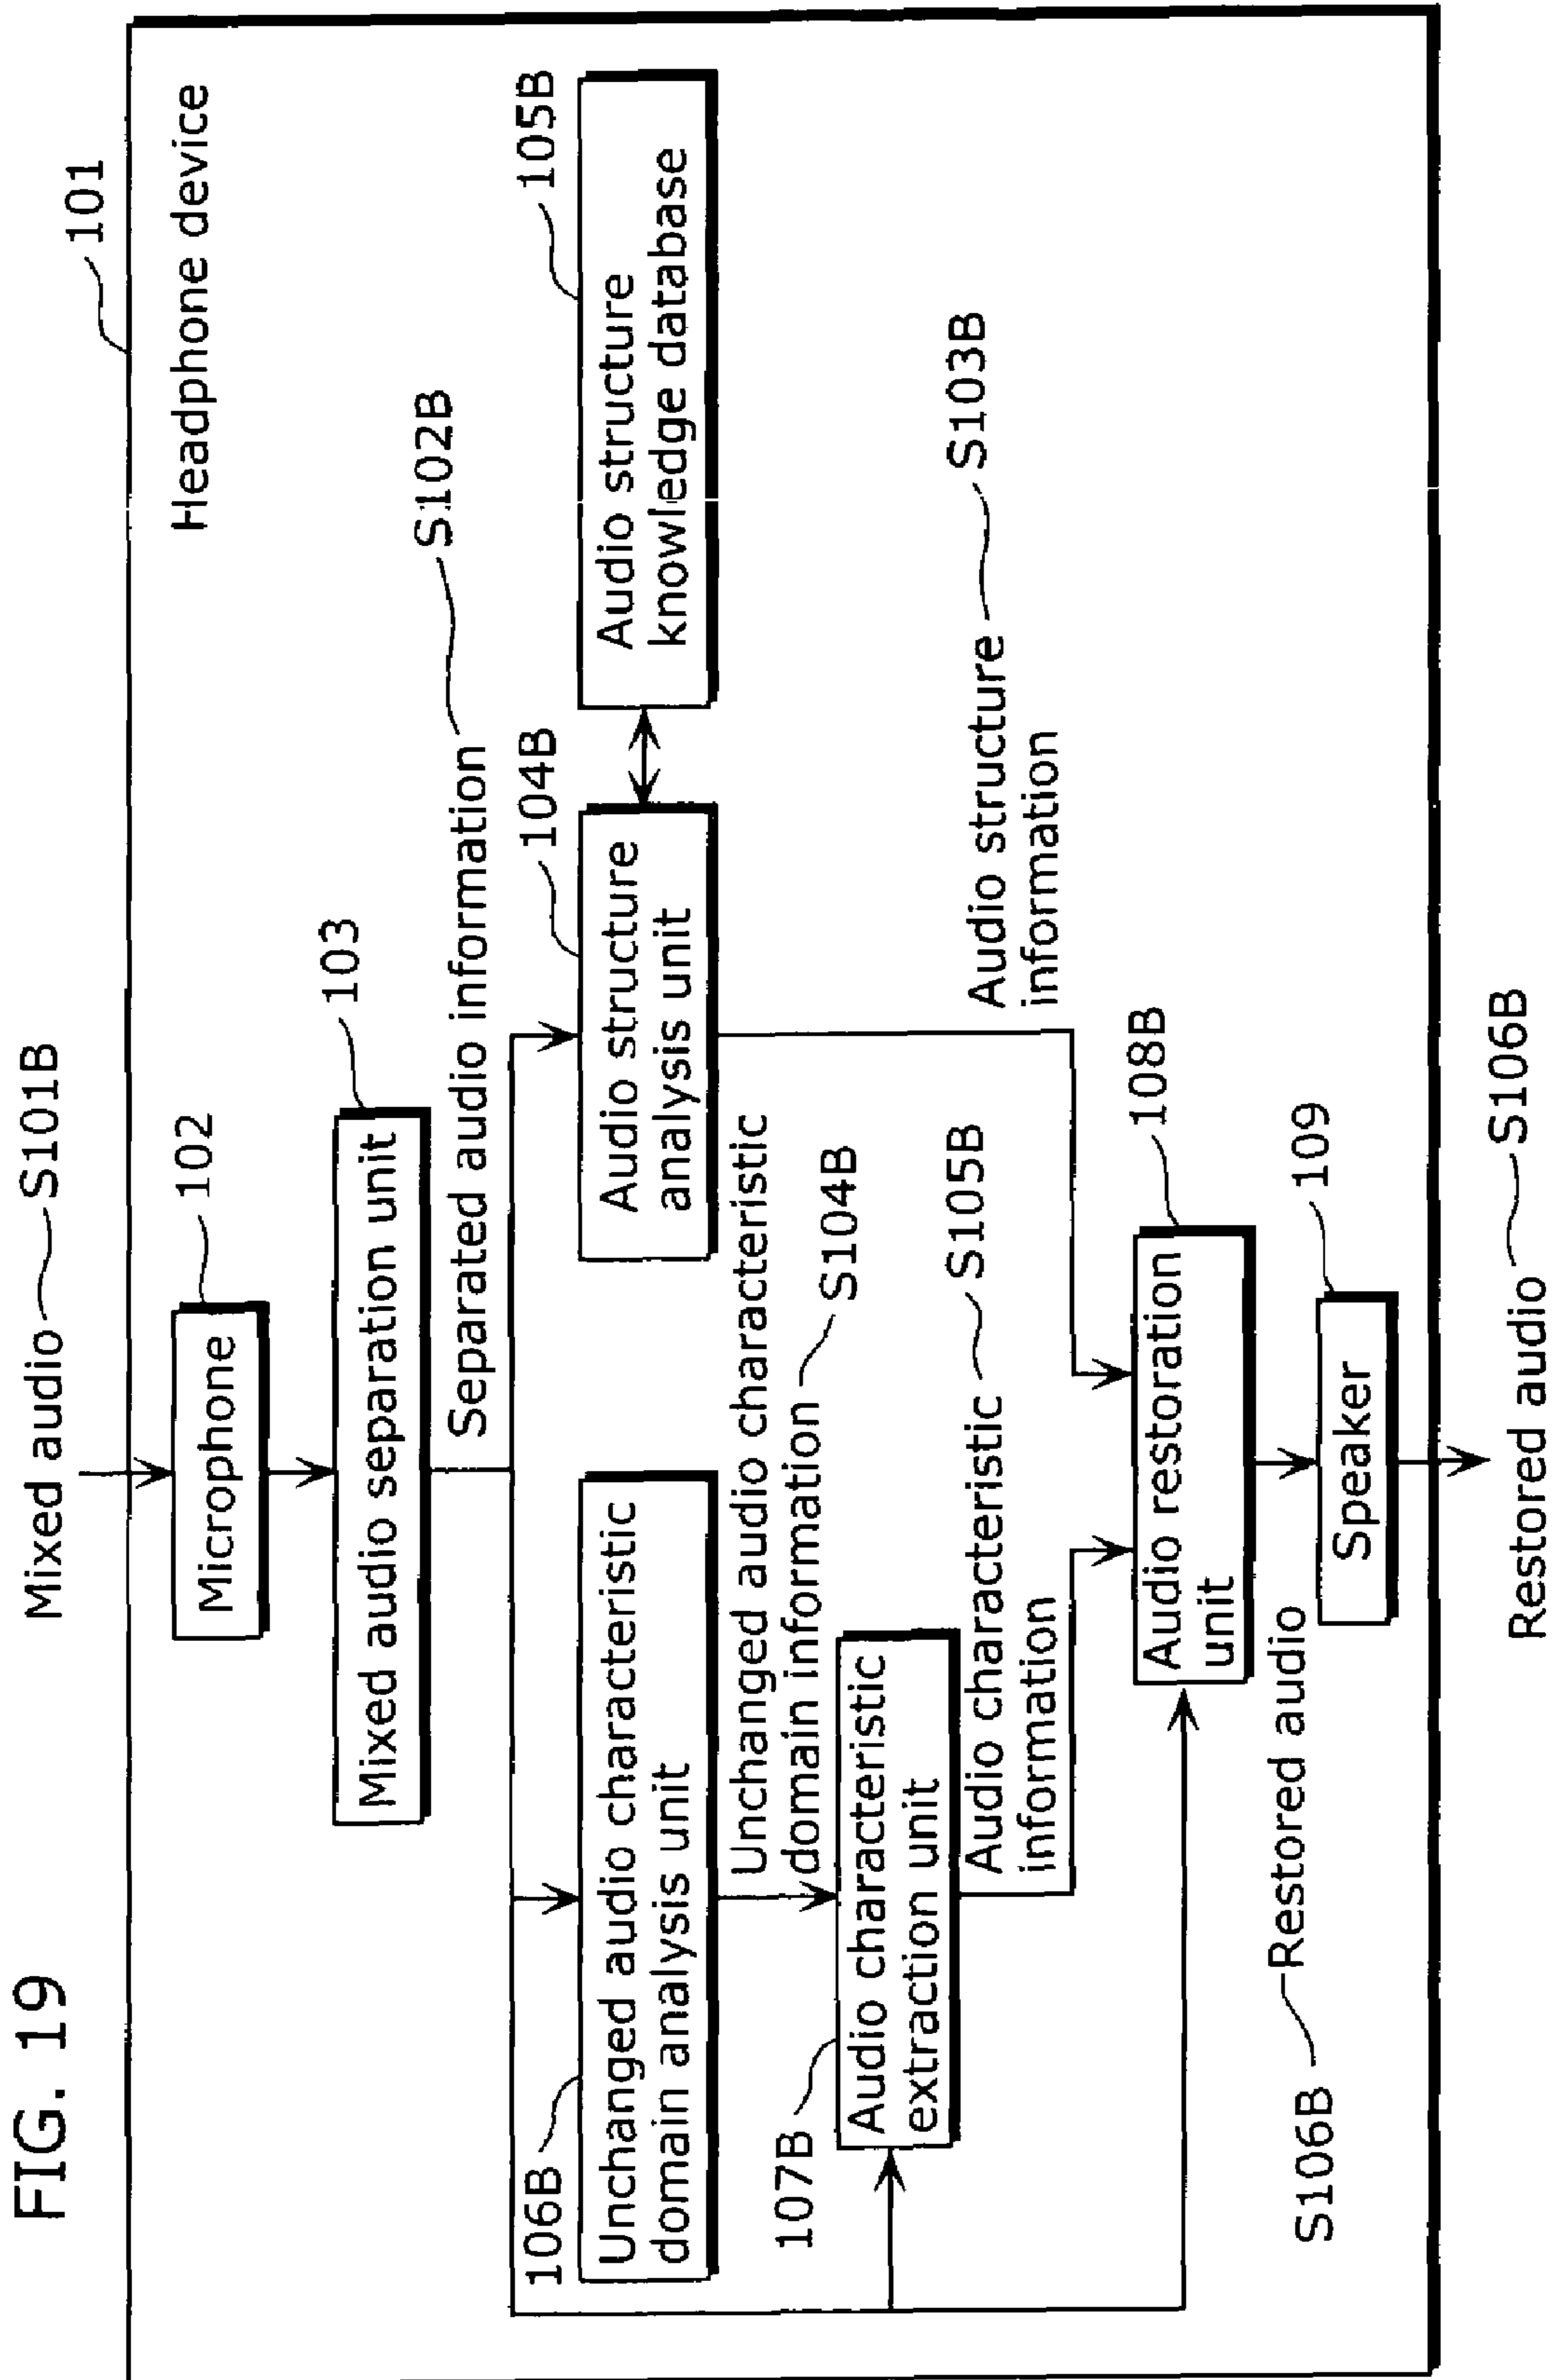 FIG. 19
Mixed audio
S101B
101
Headphone device
Microphone
102
Mixed audio separation unit
103
Separated audio information
S102B
106B
Unchanged audio characteristic
domain analysis unit
104B
Audio structure
analysis unit
105B
Audio structure
knowledge database
Unchanged audio characteristic
domain information
S104B
107B
Audio characteristic
extraction unit
Audio characteristic
information
S105B
Audio structure
information
S103B
Audio restoration
unit
108B
S106B
Restored audio
Speaker
109
Restored audio
S106B